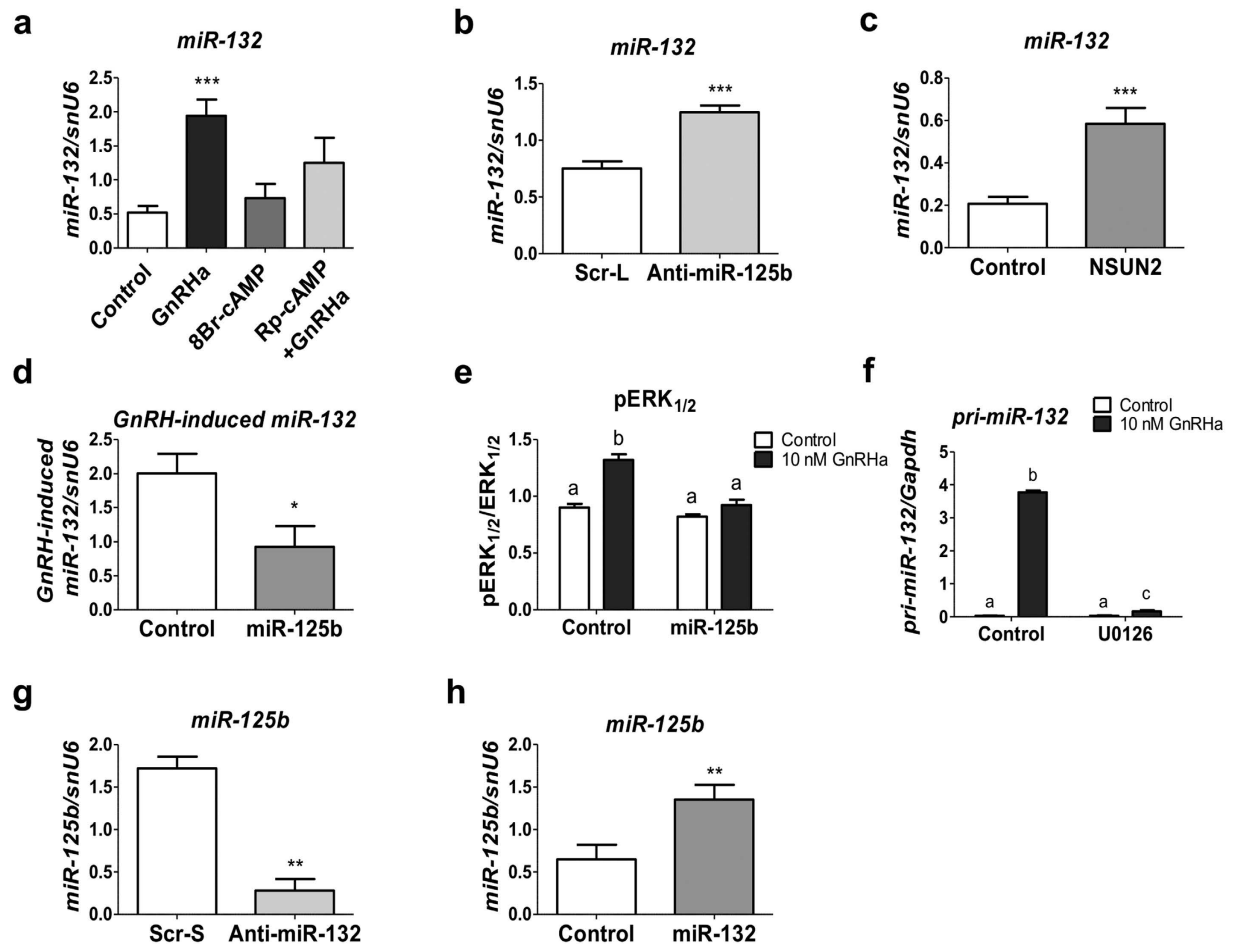 a
miR-132
miR-132/snU6
2.5
2.0
1.5
1.0
0.5
0.0
***
Control
GnRHa
8Br-cAMP
Rp-cAMP
+GnRHa
b
miR-132
miR-132/snU6
1.5
1.0
0.5
0.0
***
Scr-L
Anti-miR-125b
c
miR-132
miR-132/snU6
0.8
0.6
0.4
0.2
0.0
***
Control
NSUN2
d
GnRH-induced miR-132
GnRH-induced
miR-132/snU6
2.5
2.0
1.5
1.0
0.5
0.0
*
Control
miR-125b
e
pERK1/2
pERK1/2/ERK1/2
1.5
1.0
0.5
0.0
a
b
a
a
Control
miR-125b
Control
10 nM GnRHa
f
pri-miR-132
pri-miR-132/Gapdh
5
4
3
2
1
0
a
b
a
c
Control
U0126
Control
10 nM GnRHa
g
miR-125b
miR-125b/snU6
2.0
1.5
1.0
0.5
0.0
**
Scr-S
Anti-miR-132
h
miR-125b
miR-125b/snU6
2.0
1.5
1.0
0.5
0.0
**
Control
miR-132